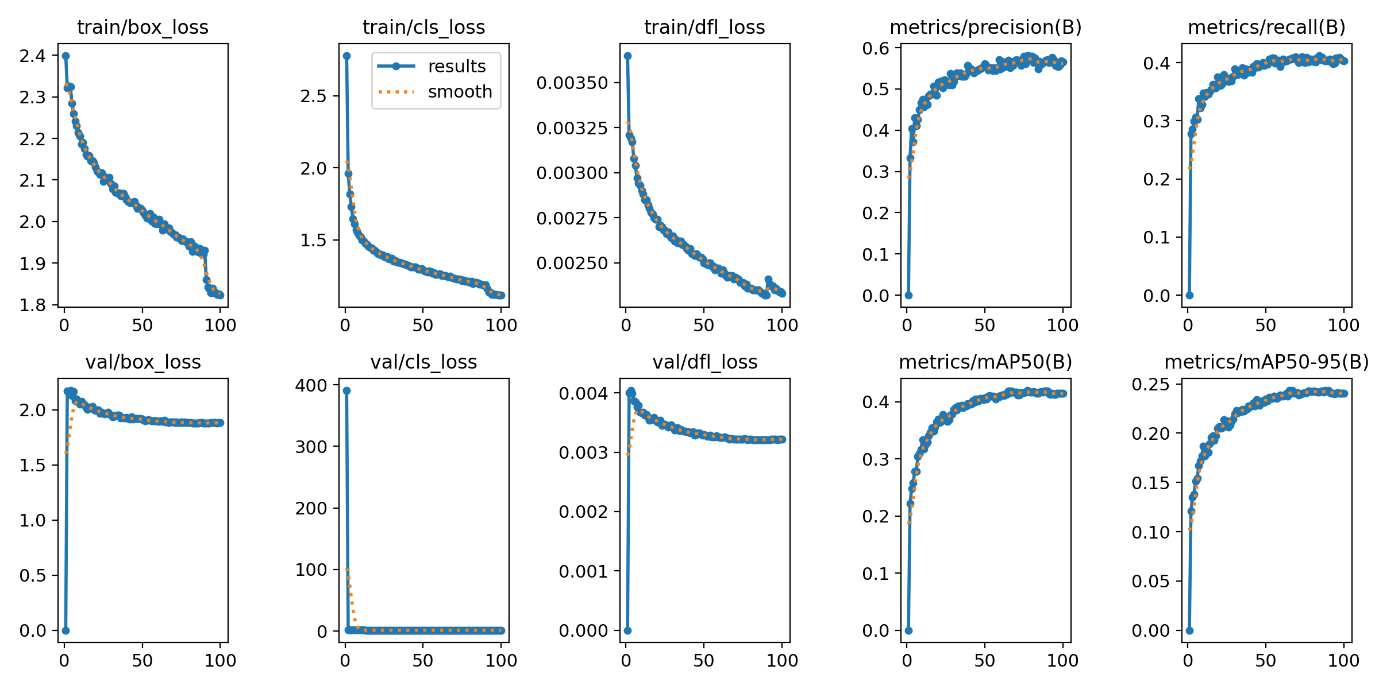 train/box_loss
train/cls_loss
train/dfl_loss
metrics/precision(B)
metrics/recall(B)
2.4
2.3
2.2
2.1
2.0
1.9
1.8
0 50 100
results
smooth
2.5
2.0
1.5
0 50 100
0.00350
0.00325
0.00300
0.00275
0.00250
0 50 100
0.6
0.5
0.4
0.3
0.2
0.1
0.0
0 50 100
0.4
0.3
0.2
0.1
0.0
0 50 100
val/box_loss
val/cls_loss
val/dfl_loss
metrics/mAP50(B)
metrics/mAP50-95(B)
2.0
1.5
1.0
0.5
0.0
0 50 100
400
300
200
100
0
0 50 100
0.004
0.003
0.002
0.001
0.000
0 50 100
0.4
0.3
0.2
0.1
0.0
0 50 100
0.25
0.20
0.15
0.10
0.05
0.00
0 50 100